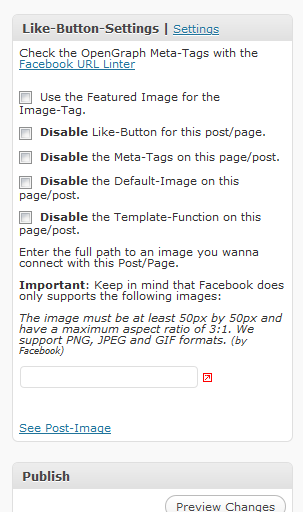 Like-Button-Settings | Settings
Check the OpenGraph Meta-Tags with the
Facebook URL Linter
Use the Featured Image for the
Image-Tag.
Disable Like-Button for this post/page.
Disable the Meta-Tags on this page/post.
Disable the Default-Image on this
page/post.
Disable the Template-Function on this
page/post.
Enter the full path to an image you wanna
connect with this Post/Page.
Important: Keep in mind that Facebook does
only supports the following images:
The image must be at least 50px by 50px and
have a maximum aspect ratio of 3:1. We
support PNG, JPEG and GIF formats. (by
Facebook)
See Post-Image
Publish
Preview Changes